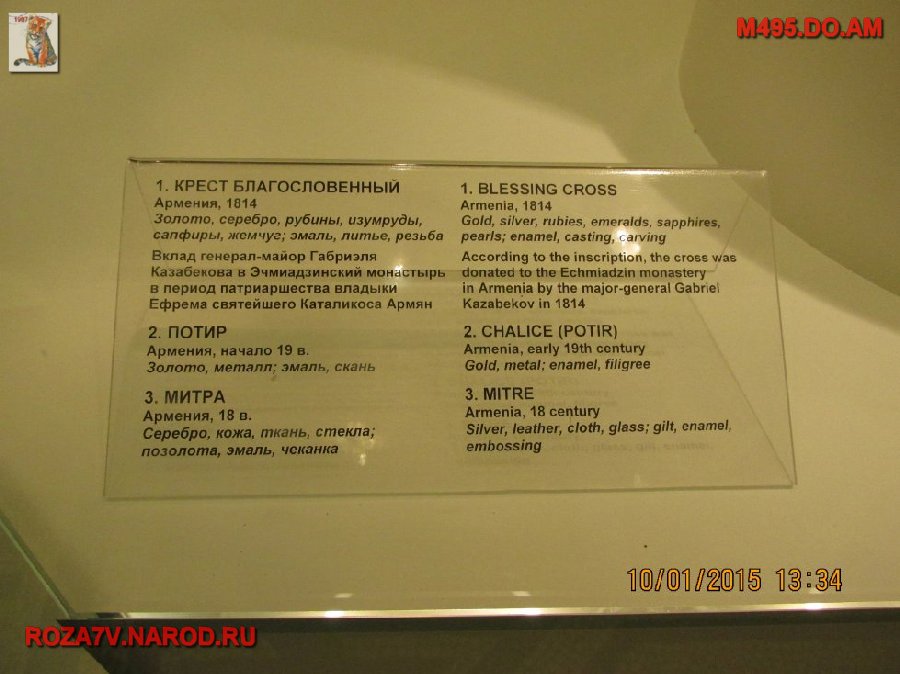 1997
M495.DO.AM
1. КРЕСТ БЛАГОСЛОВЕННЫЙ
Армения, 1814
Золото, серебро, рубины, изумруды,
сапфиры, жемчуг; эмаль, литье, резьба
Вклад генерал-майор Габриэля
Казабекова в Эчмиадзинский монастырь
в период патриаршества владыки
Ефрема святейшего Каталикоса Армян
2. ПОТИР
Армения, начало 19 в.
Золото, металл; эмаль, скань
3. МИТРА
Армения, 18 в.
Серебро, кожа, ткань, стекла;
позолота, эмаль, чеканка
1. BLESSING CROSS
Armenia, 1814
Gold, silver, rubies, emeralds, sapphires,
pearls; enamel, casting, carving
According to the inscription, the cross was
donated to the Echmiadzin monastery
in Armenia by the major-general Gabriel
Kazabekov in 1814
2. CHALICE (POTIR)
Armenia, early 19th century
Gold, metal; enamel, filigree
3. MITRE
Armenia, 18 century
Silver, leather, cloth, glass; gilt, enamel,
embossing
10/01/2015 13:34
ROZA7V.NAROD.RU